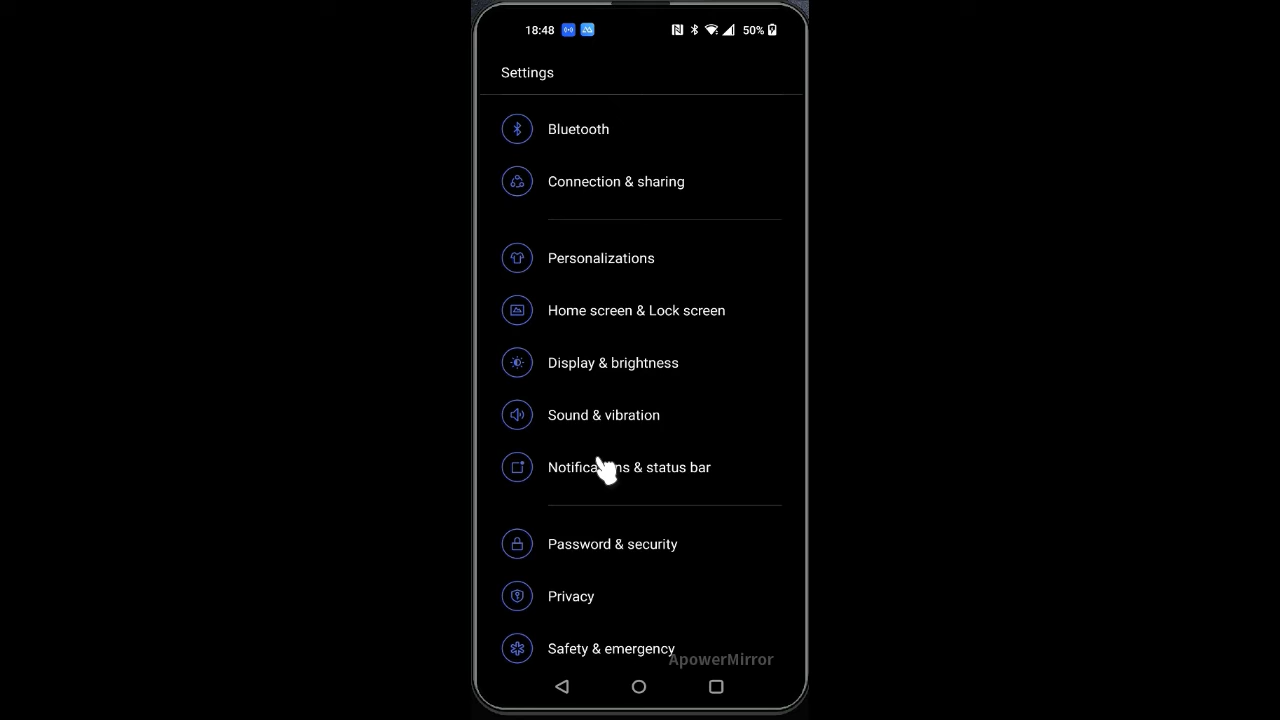 18:48 50%
Settings
Bluetooth
Connection & sharing
Personalizations
Home screen & Lock screen
Display & brightness
Sound & vibration
Notifications & status bar
Password & security
Privacy
Safety & emergency
ApowerMirror